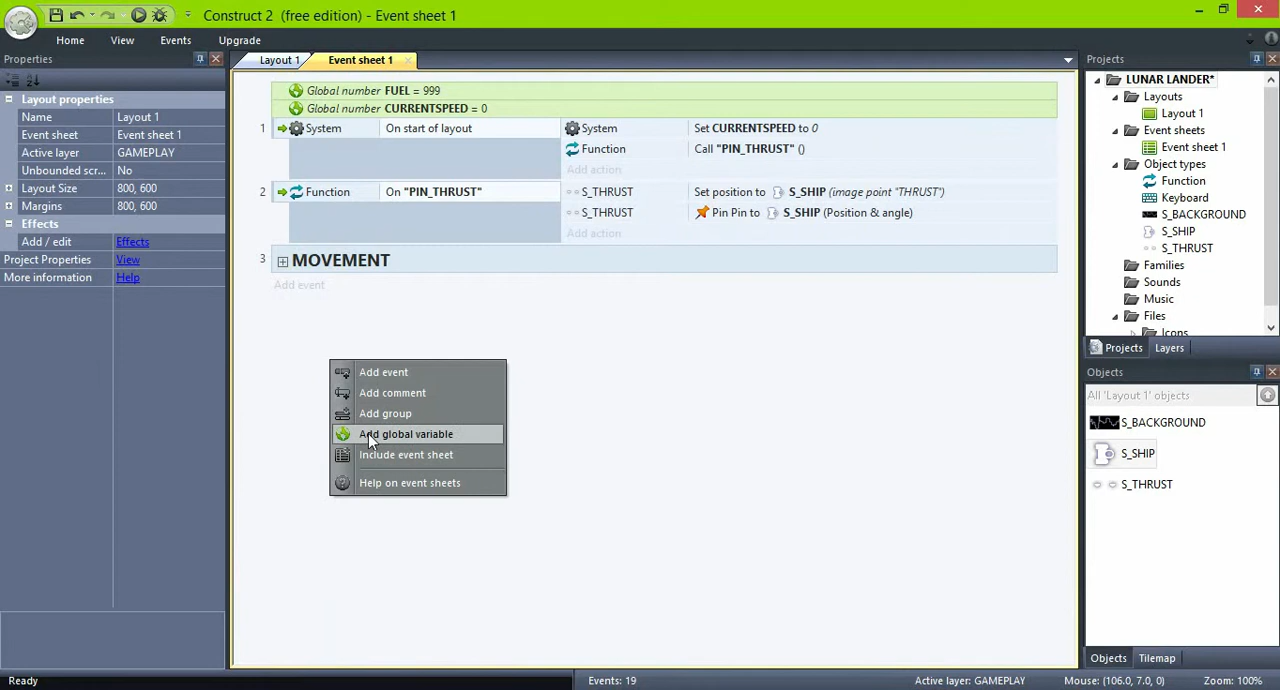 Construct 2 (free edition) - Event sheet 1
Home View Events Upgrade
Properties
Layout properties
Name Layout 1
Event sheet Event sheet 1
Active layer GAMEPLAY
Unbounded scr... No
Layout Size 800, 600
Margins 800, 600
Effects
Add / edit Effects
Project Properties View
More information Help
Layout 1 Event sheet 1
Global number FUEL = 999
Global number CURRENTSPEED = 0
1 System On start of layout System Set CURRENTSPEED to 0
Function Call "PIN_THRUST" ()
Add action
2 Function On "PIN_THRUST" S_THRUST Set position to S_SHIP (image point "THRUST")
S_THRUST Pin Pin to S_SHIP (Position & angle)
Add action
3 MOVEMENT
Add event
Add event
Add comment
Add group
Add global variable
Include event sheet
Help on event sheets
Projects
LUNAR LANDER*
Layouts
Layout 1
Event sheets
Event sheet 1
Object types
Function
Keyboard
S_BACKGROUND
S_SHIP
S_THRUST
Families
Sounds
Music
Files
Icons
Projects Layers
Objects
All 'Layout 1' objects
S_BACKGROUND
S_SHIP
S_THRUST
Objects Tilemap
Ready Events: 19 Active layer: GAMEPLAY Mouse: (106.0, 7.0, 0) Zoom: 100%